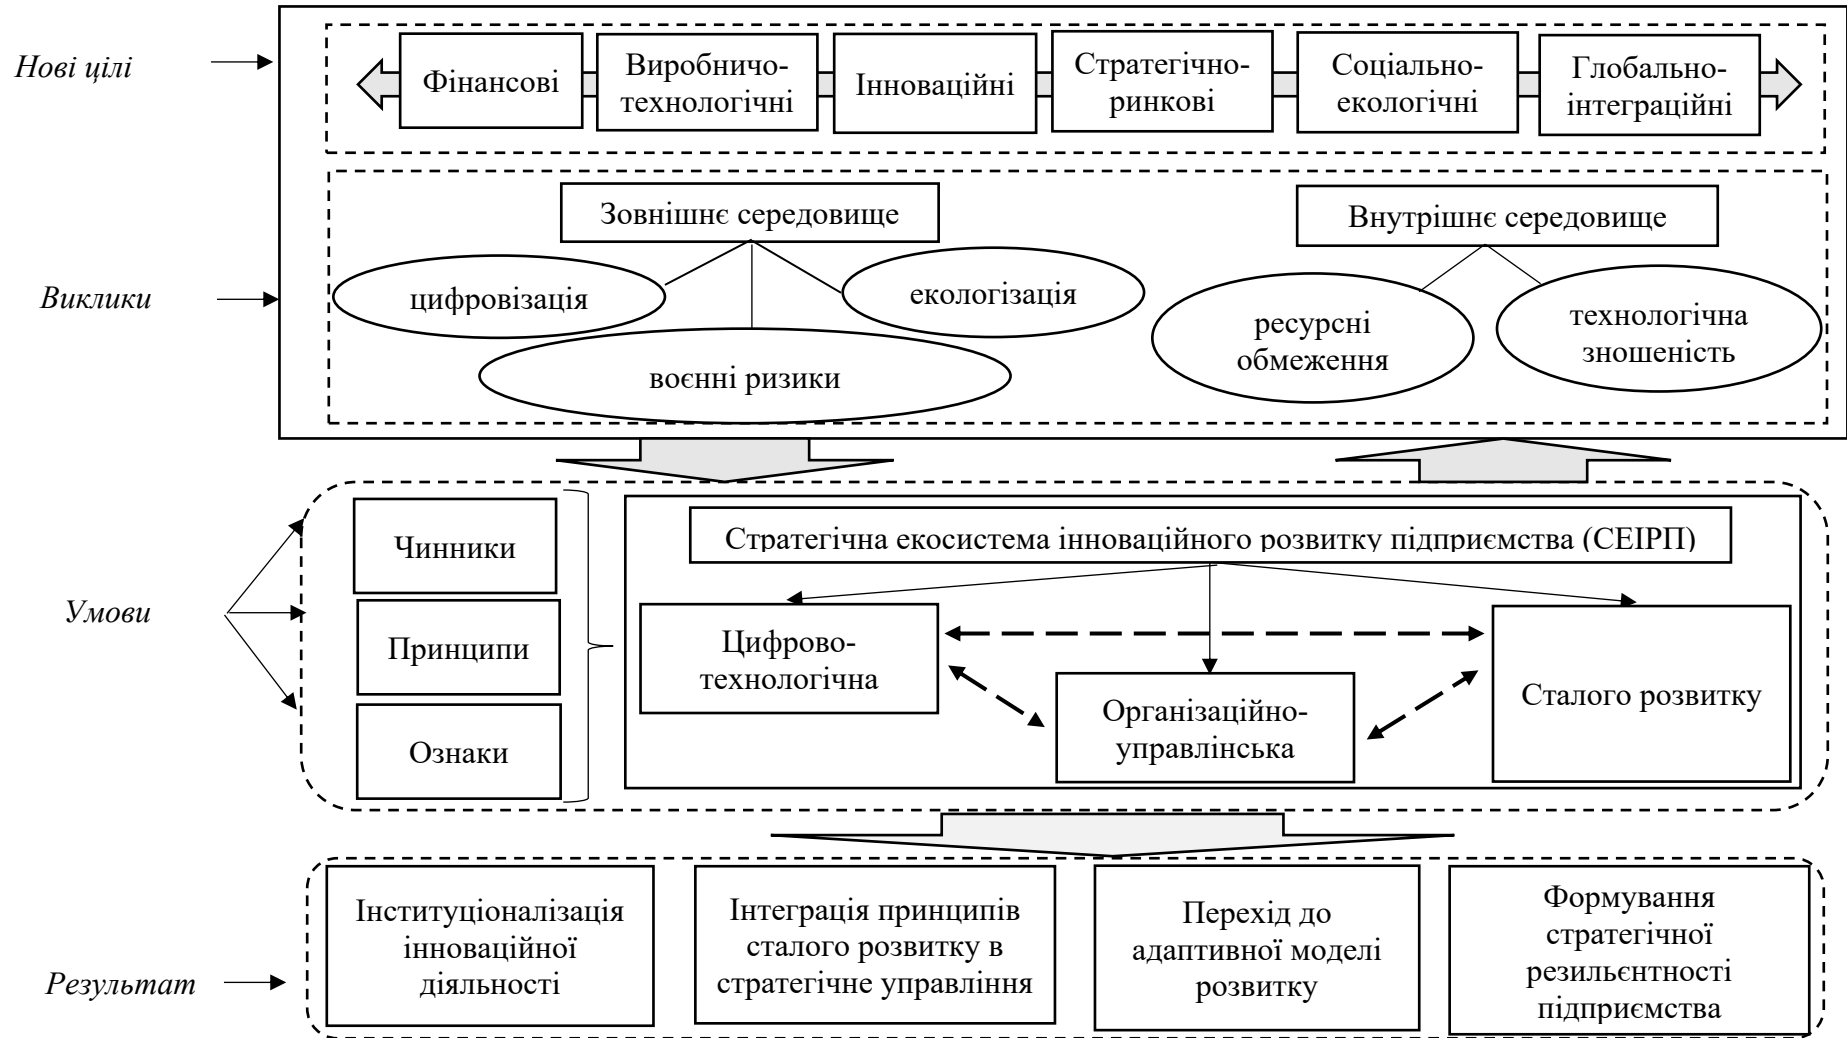 Нові цілі
Фінансові
Виробничо-
технологічні
Інноваційні
Стратегічно-
ринкові
Соціально-
екологічні
Глобально-
інтеграційні
Виклики
Зовнішнє середовище
Внутрішнє середовище
цифровізація
екологізація
воєнні ризики
ресурсні
обмеження
технологічна
зношеність
Умови
Чинники
Принципи
Ознаки
Стратегічна екосистема інноваційного розвитку підприємства (СЕІРП)
Цифрово-
технологічна
Організаційно-
управлінська
Сталого розвитку
Результат
Інституціоналізація
інноваційної
діяльності
Інтеграція принципів
сталого розвитку в
стратегічне управління
Перехід до
адаптивної моделі
розвитку
Формування
стратегічної
резильєнтності
підприємства